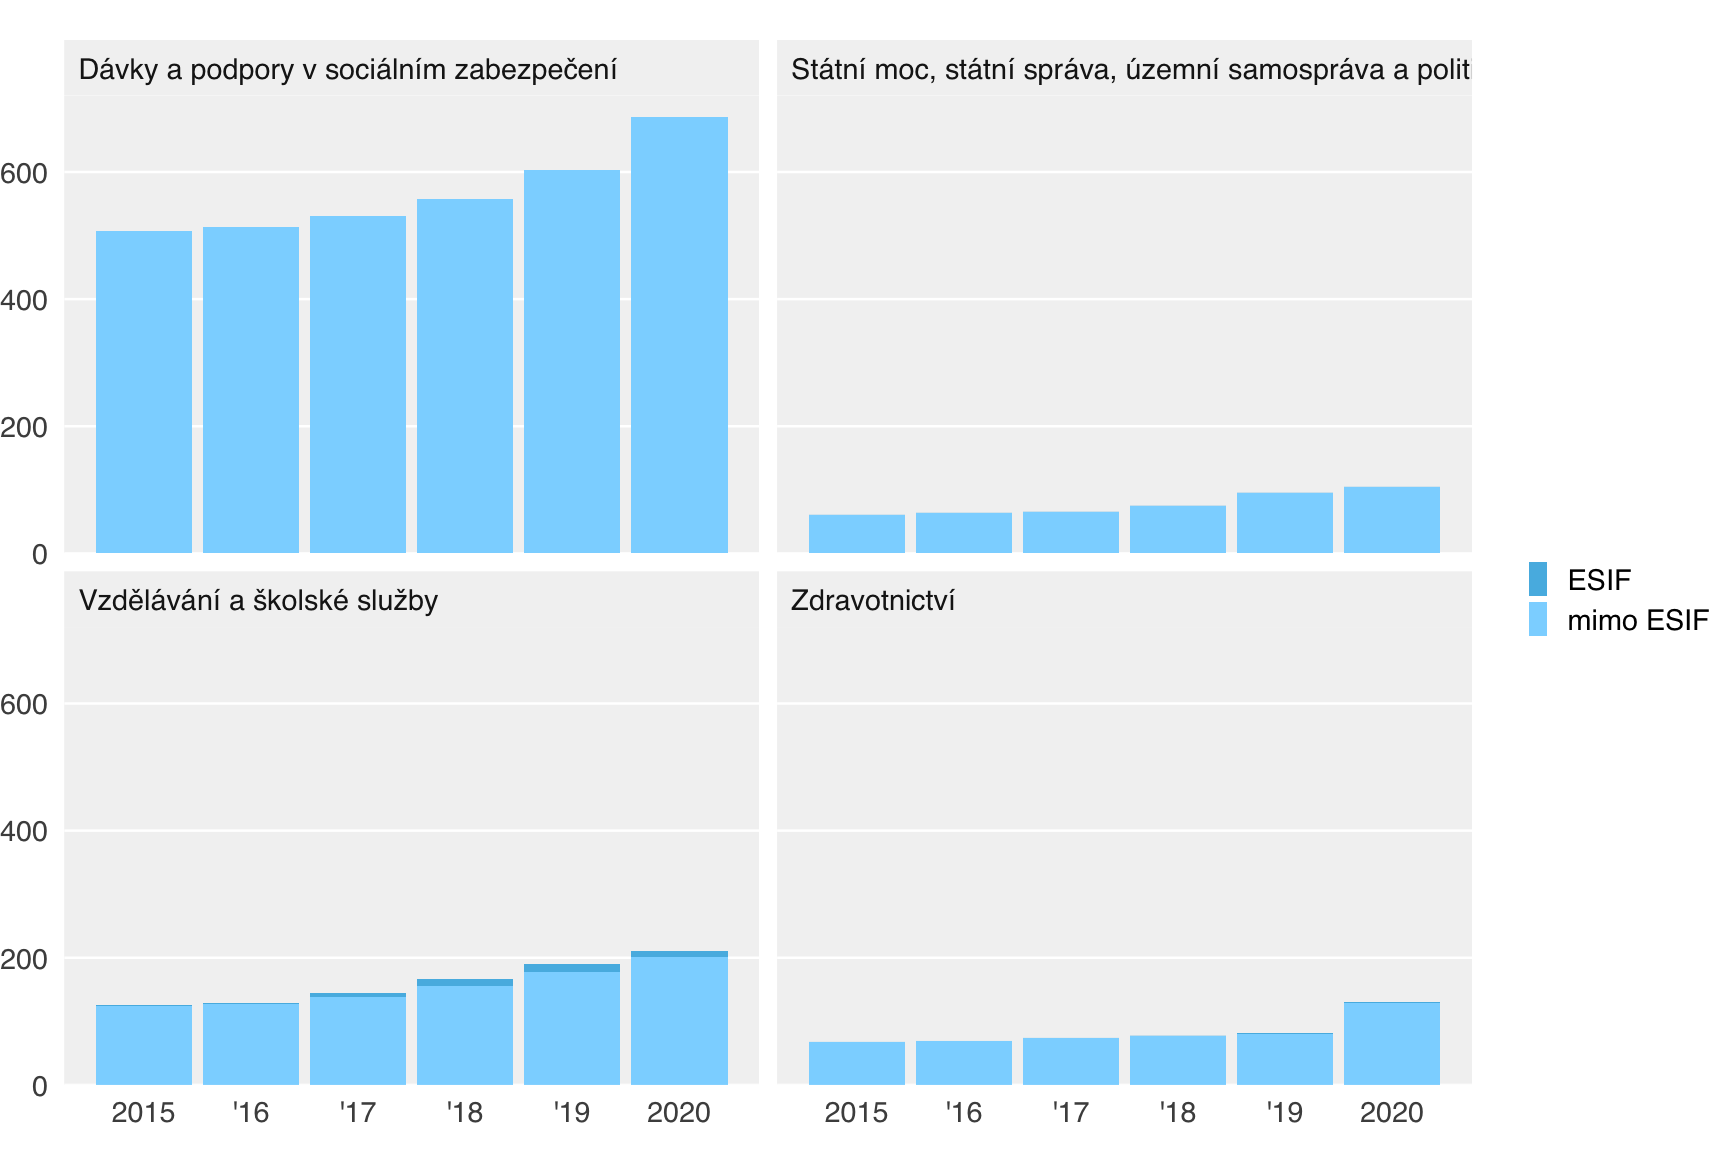 Dávky a podpory v sociálním zabezpečení
Státní moc, státní správa, územní samospráva a polit
600
400
200
0
Vzdělávání a školské služby
Zdravotnictví
600
400
200
0
2015 '16 '17 '18 '19 2020
2015 '16 '17 '18 '19 2020
ESIF
mimo ESIF